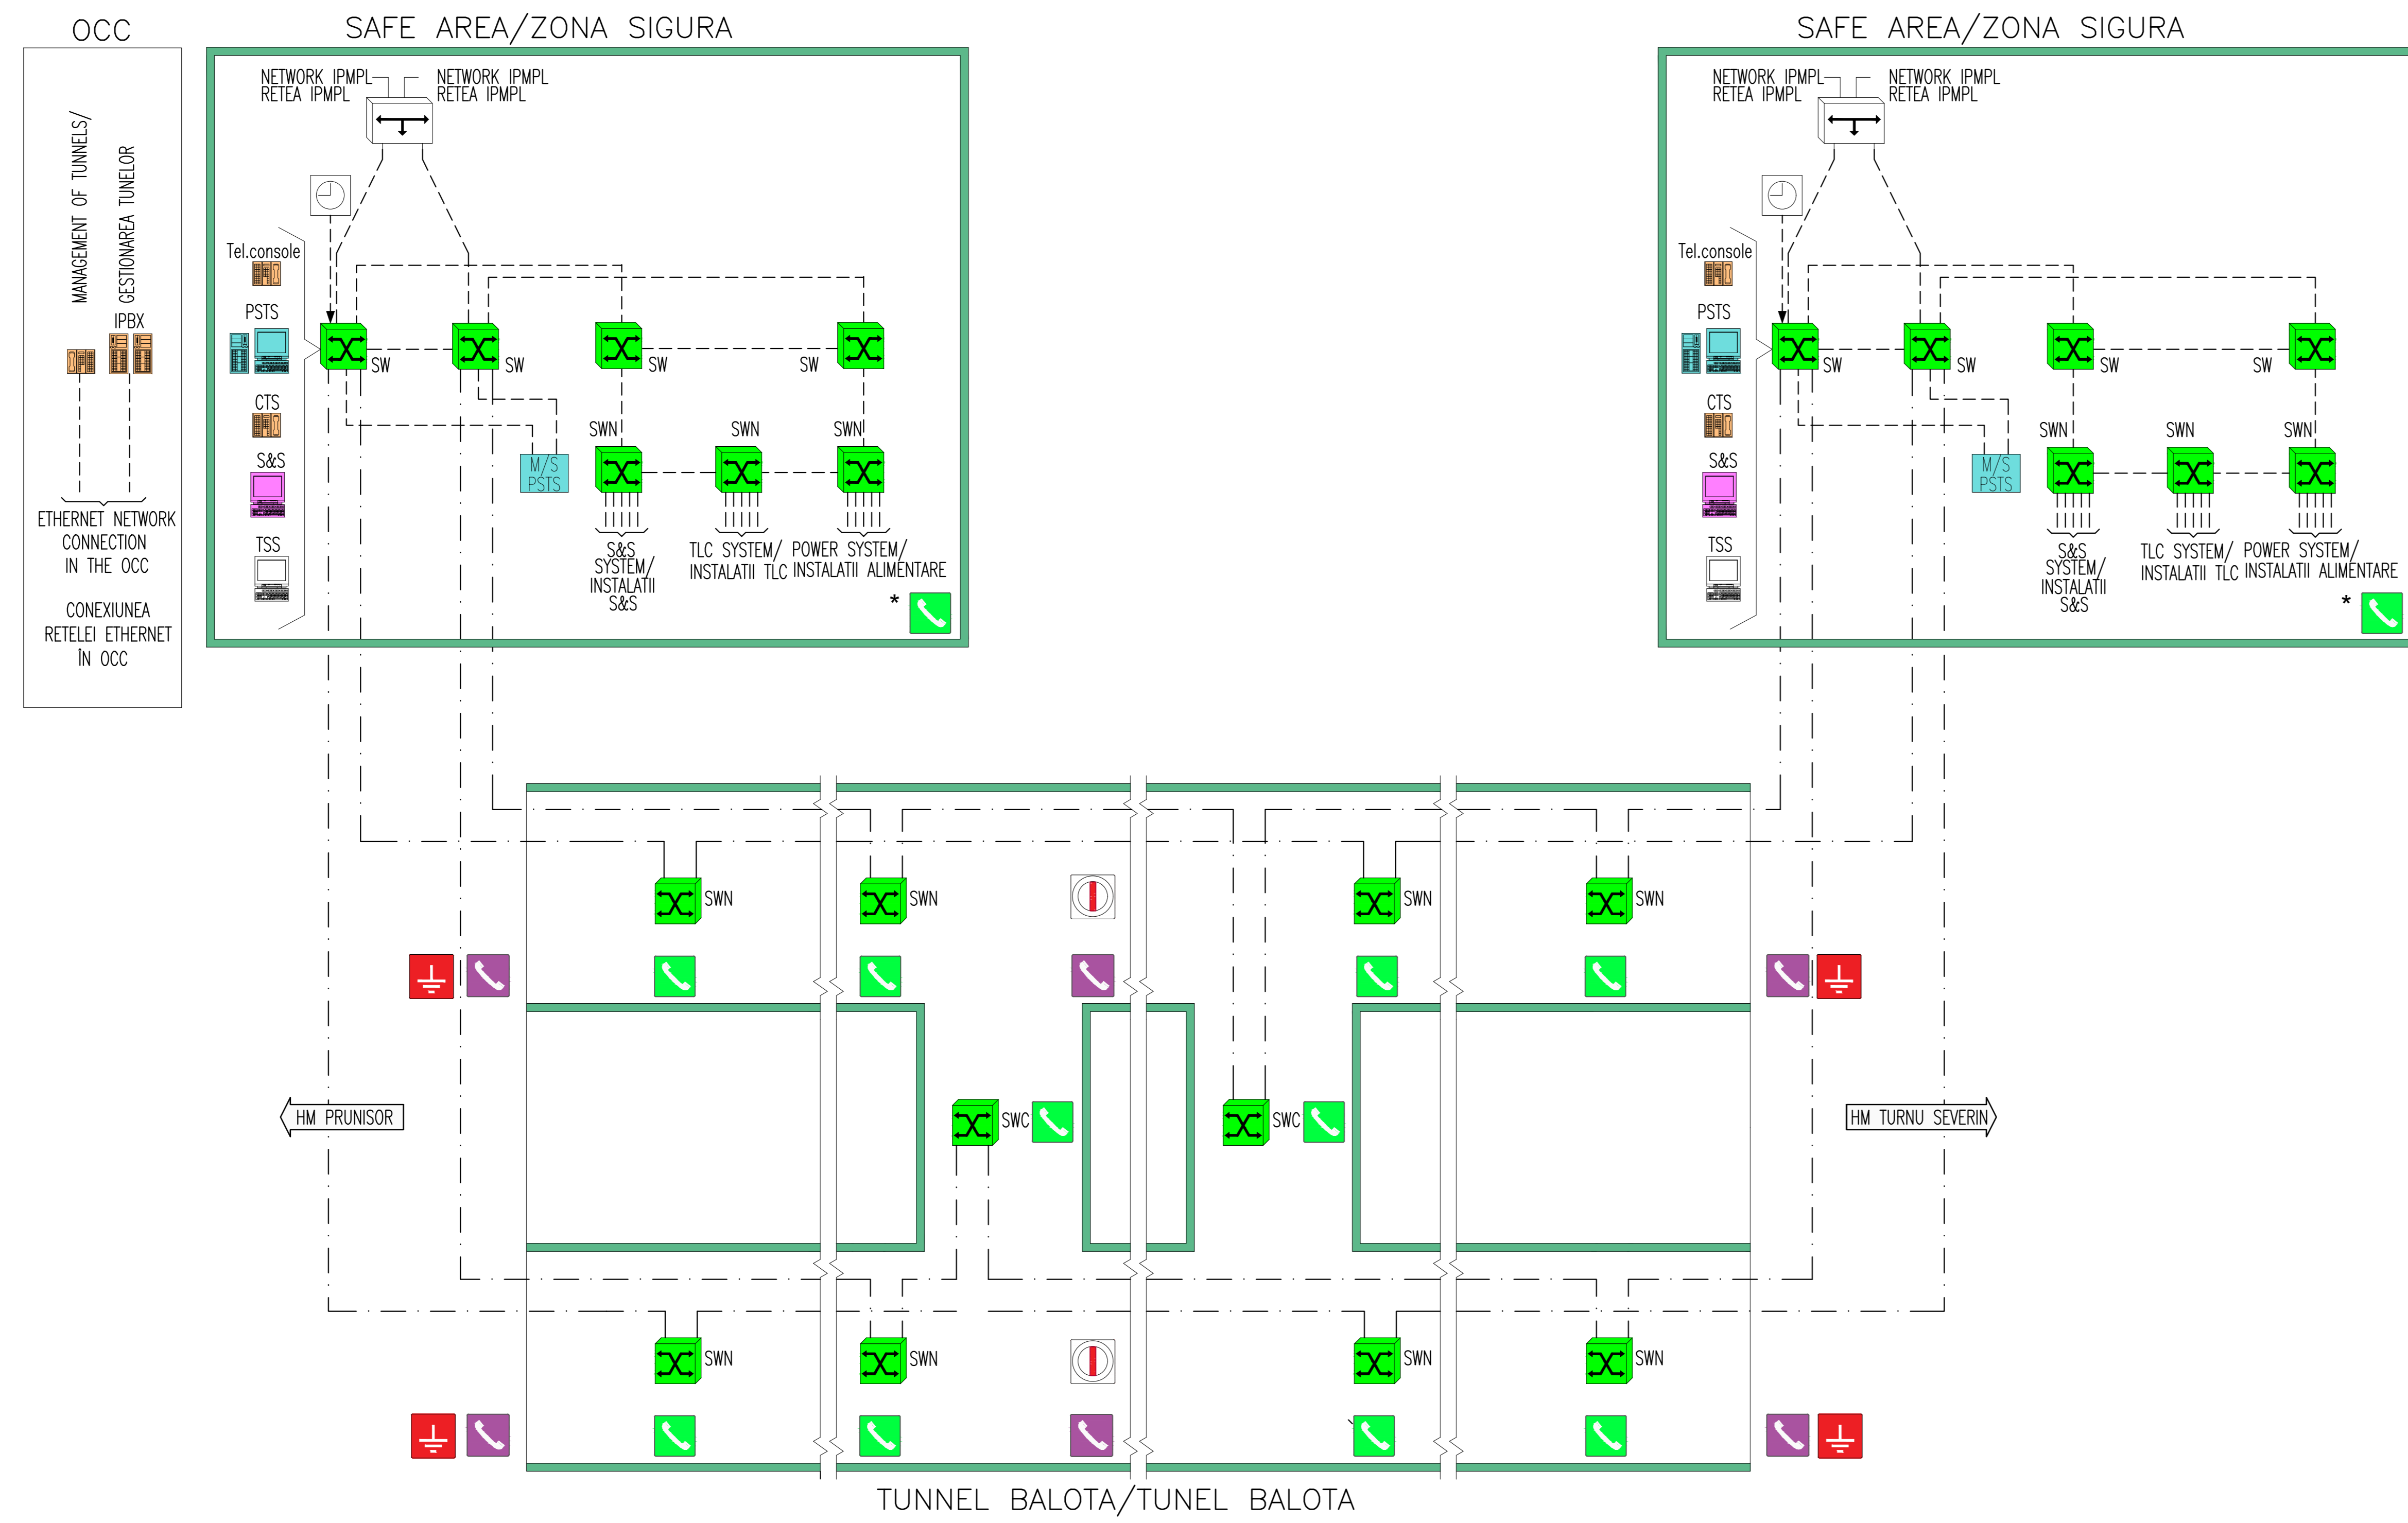 OCC
MANAGEMENT OF TUNNELS/
GESTIONAREA TUNELOR
IPBX
ETHERNET NETWORK
CONNECTION
IN THE OCC
CONEXIUNEA
RETELEI ETHERNET
ÎN OCC
SAFE AREA/ZONA SIGURA
NETWORK IPMPL
RETEA IPMPL
NETWORK IPMPL
RETEA IPMPL
Tel.console
PSTS
CTS
S&S
TSS
SW
SW
SW
SW
SWN
SWN
SWN
M/S
PSTS
S&S
SYSTEM/
INSTALATII
S&S
TLC SYSTEM/
INSTALATII TLC
POWER SYSTEM/
INSTALATII ALIMENTARE
*
SAFE AREA/ZONA SIGURA
NETWORK IPMPL
RETEA IPMPL
NETWORK IPMPL
RETEA IPMPL
Tel.console
PSTS
CTS
S&S
TSS
SW
SW
SW
SW
SWN
SWN
SWN
M/S
PSTS
S&S
SYSTEM/
INSTALATII
S&S
TLC SYSTEM/
INSTALATII TLC
POWER SYSTEM/
INSTALATII ALIMENTARE
*
SWN
SWN
SWN
SWN
HM PRUNISOR
SWC
SWC
HM TURNU SEVERIN
SWN
SWN
SWN
SWN
TUNNEL BALOTA/TUNEL BALOTA